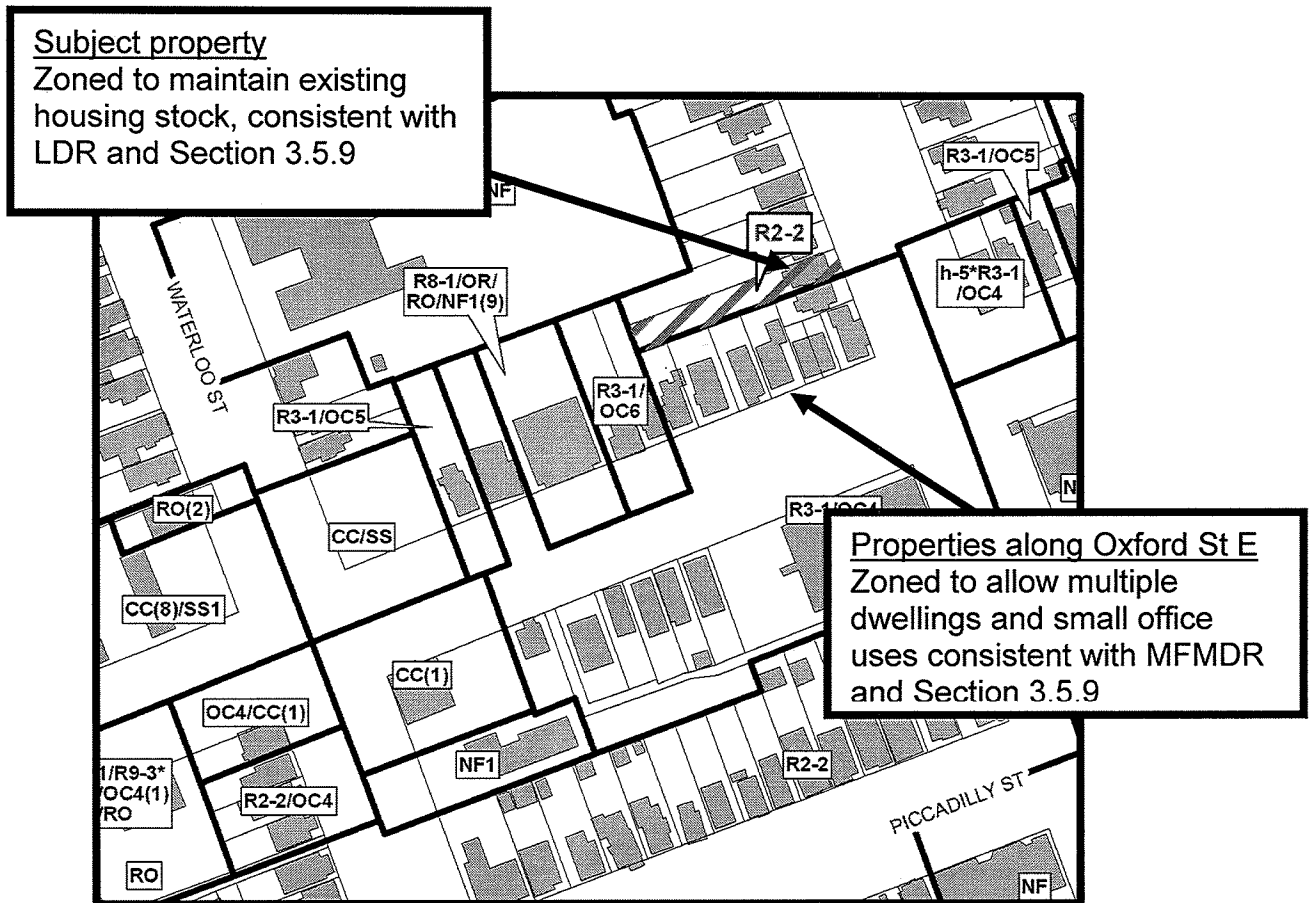 Subject property
Zoned to maintain existing
housing stock, consistent with
LDR and Section 3.5.9
NF
R3-1/OC5
R2-2
h-5*R3-1
/OC4
R8-1/OR/
RO/NF1(9)
WATERLOO ST
R3-1/
OC6
R3-1/OC5
RO(2)
CC/SS
R3-1/OC4
N
Properties along Oxford St E
Zoned to allow multiple
dwellings and small office
uses consistent with MFMDR
and Section 3.5.9
CC(8)/SS1
CC(1)
OC4/CC(1)
NF1
R2-2
1/R9-3*
/OC4(1)
/RO
R2-2/OC4
PICCADILLY ST
RO
NF